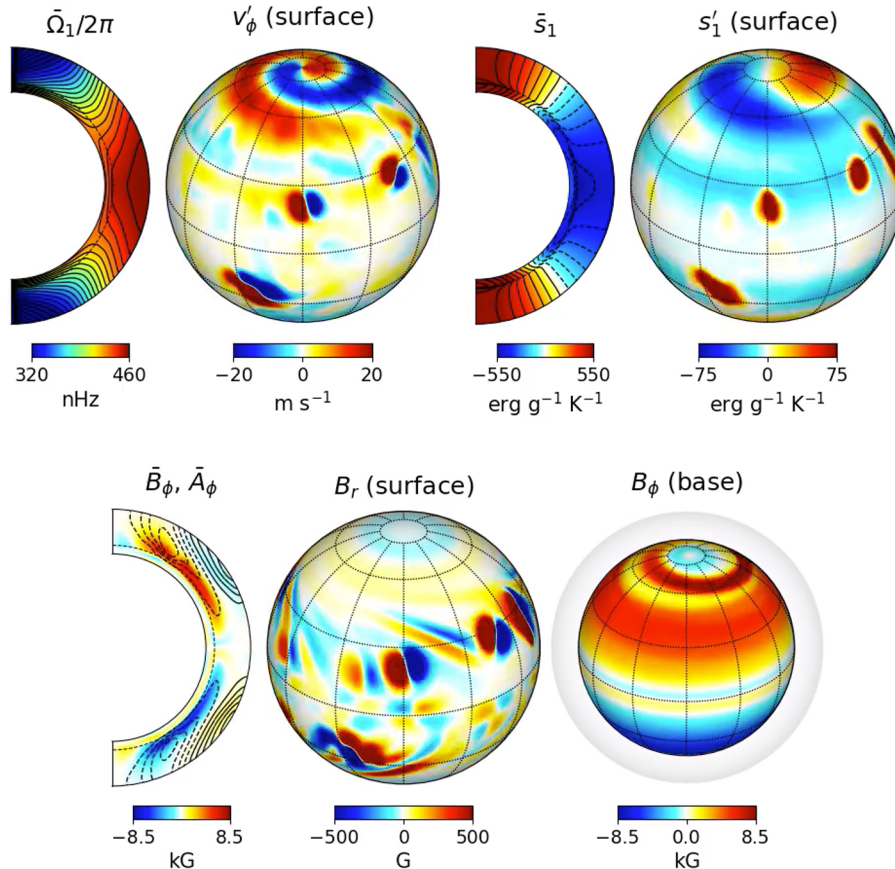 Ω̄₁/2π
v′ᵩ (surface)
s̄₁
s′₁ (surface)
320 460
nHz
−20 0 20
m s⁻¹
−550 550
erg g⁻¹ K⁻¹
−75 0 75
erg g⁻¹ K⁻¹
B̄ᵩ, Āᵩ
Bᵣ (surface)
Bᵩ (base)
−8.5 8.5
kG
−500 0 500
G
−8.5 0.0 8.5
kG